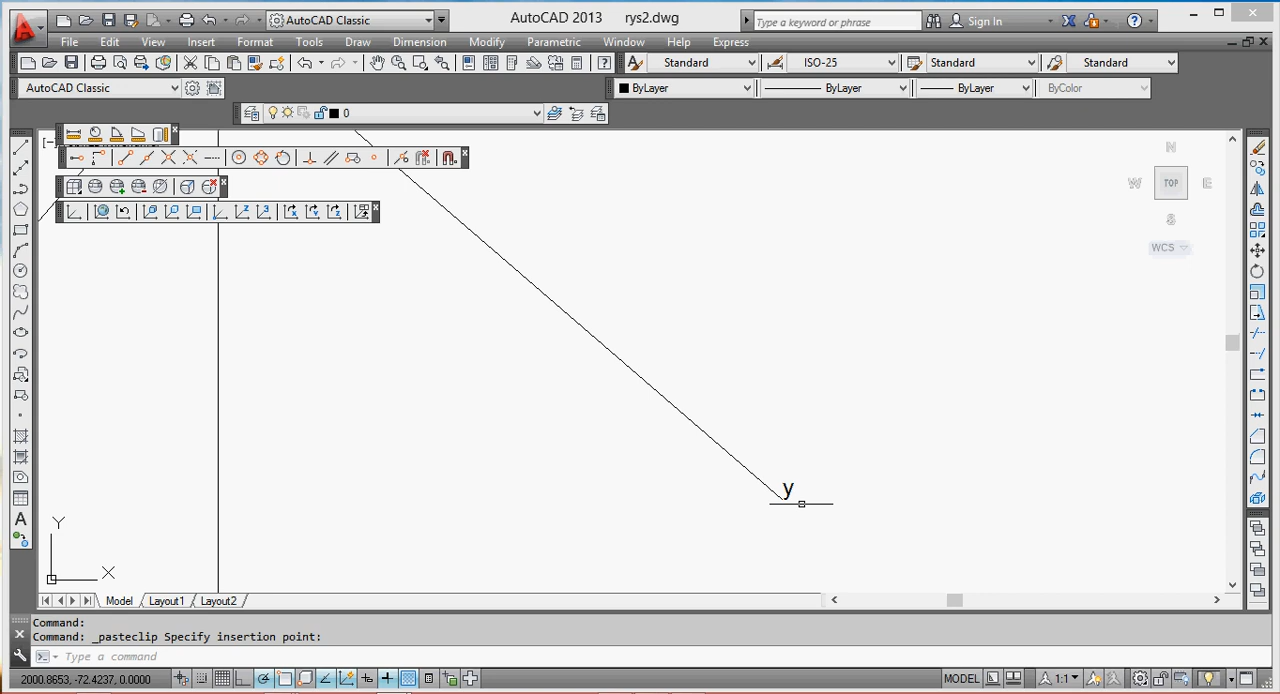 AutoCAD Classic
AutoCAD 2013 rys2.dwg
Type a keyword or phrase
Sign In
File Edit View Insert Format Tools Draw Dimension Modify Parametric Window Help Express
Standard ISO-25 Standard Standard
AutoCAD Classic
ByLayer ByLayer ByLayer ByColor
0
N
W TOP E
S
WCS
y
Y
X
Model Layout1 Layout2
Command:
Command: _pasteclip Specify insertion point:
Type a command
2000.8653, -72.4237, 0.0000
MODEL
1:1